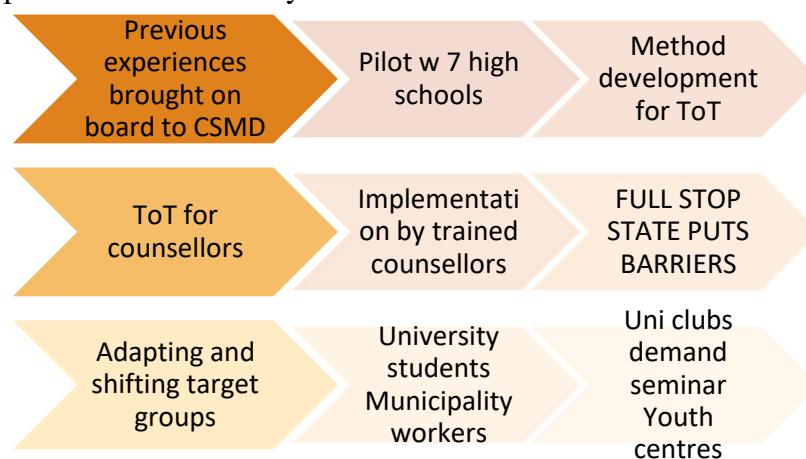 Previous
experiences
brought on
board to CSMD
Pilot w 7 high
schools
Method
development
for ToT
ToT for
counsellors
Implementati
on by trained
counsellors
FULL STOP
STATE PUTS
BARRIERS
Adapting and
shifting target
groups
University
students
Municipality
workers
Uni clubs
demand
seminar
Youth
centres